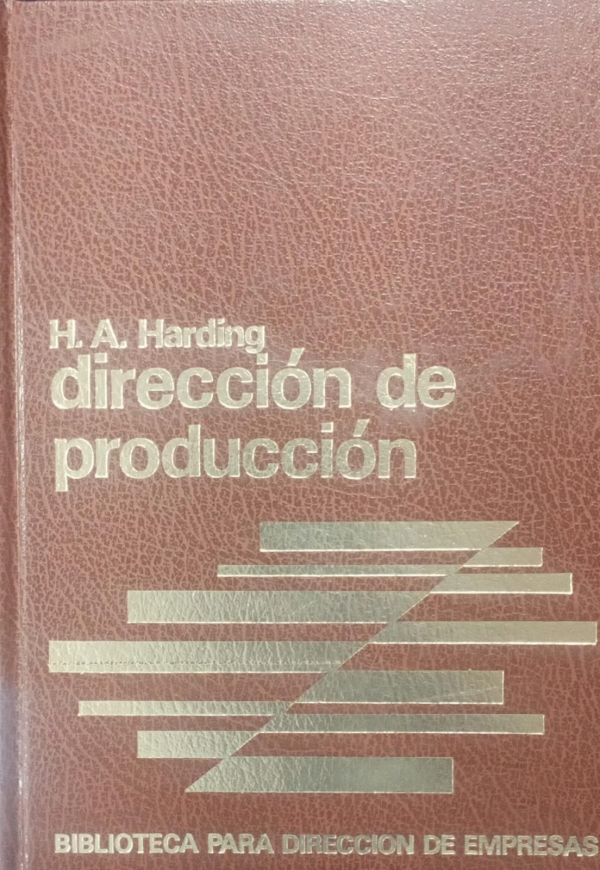 H. A. Harding
dirección de
producción
BIBLIOTECA PARA DIRECCION DE EMPRESAS